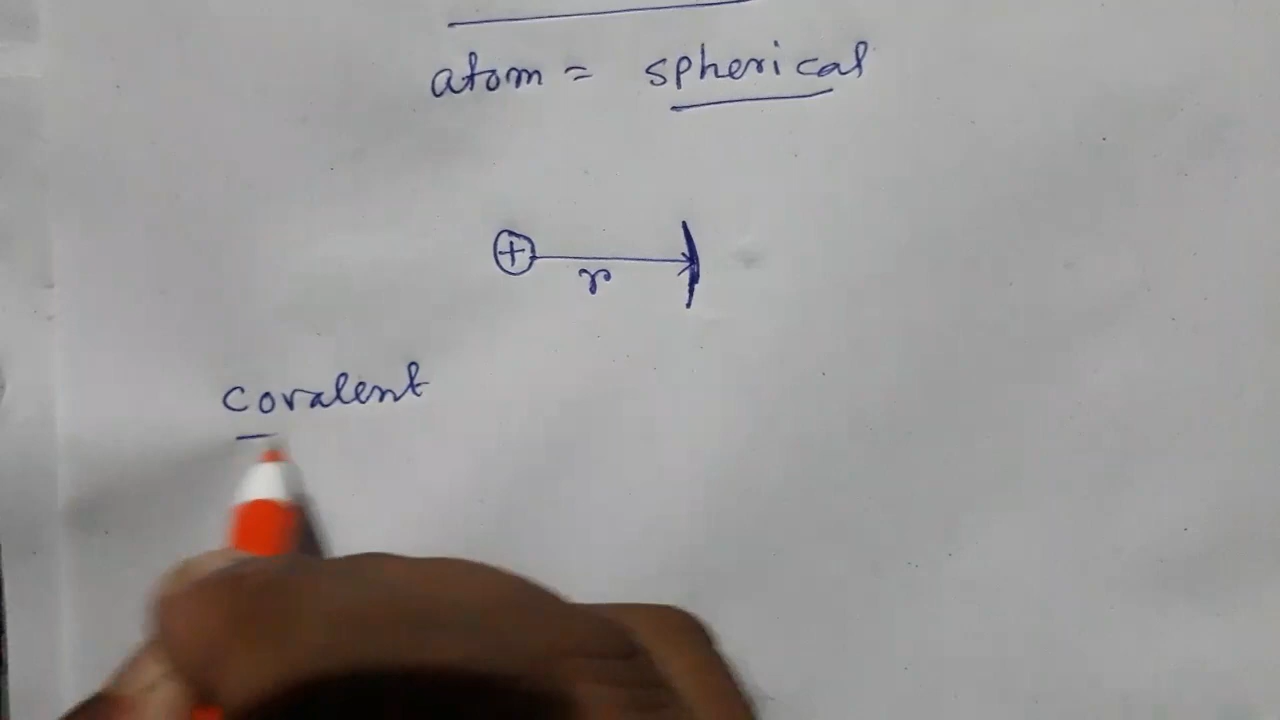 atom = spherical
+
r
covalent